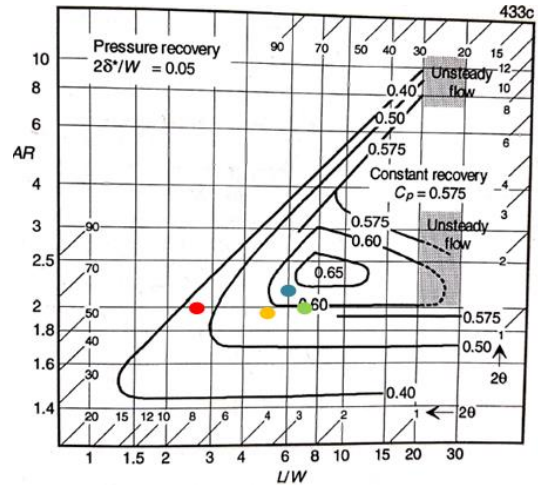 433c
Pressure recovery
2δ*/W = 0.05
90 70 50 40 30 20 15
12
10
8
6
4
3
2
1
2θ
10
8
6
4
3
2.5
2
1.8
1.6
1.4
AR
90
70
50
40
30
20 15 12 10 8 6 4 3 2 1 2θ
Unsteady
flow
0.40
0.50
0.575
Constant recovery
Cp = 0.575
0.575
0.60
Unsteady
flow
0.65
0.60
0.575
0.50
0.40
1 1.5 2 3 4 6 8 10 20 30
L/W